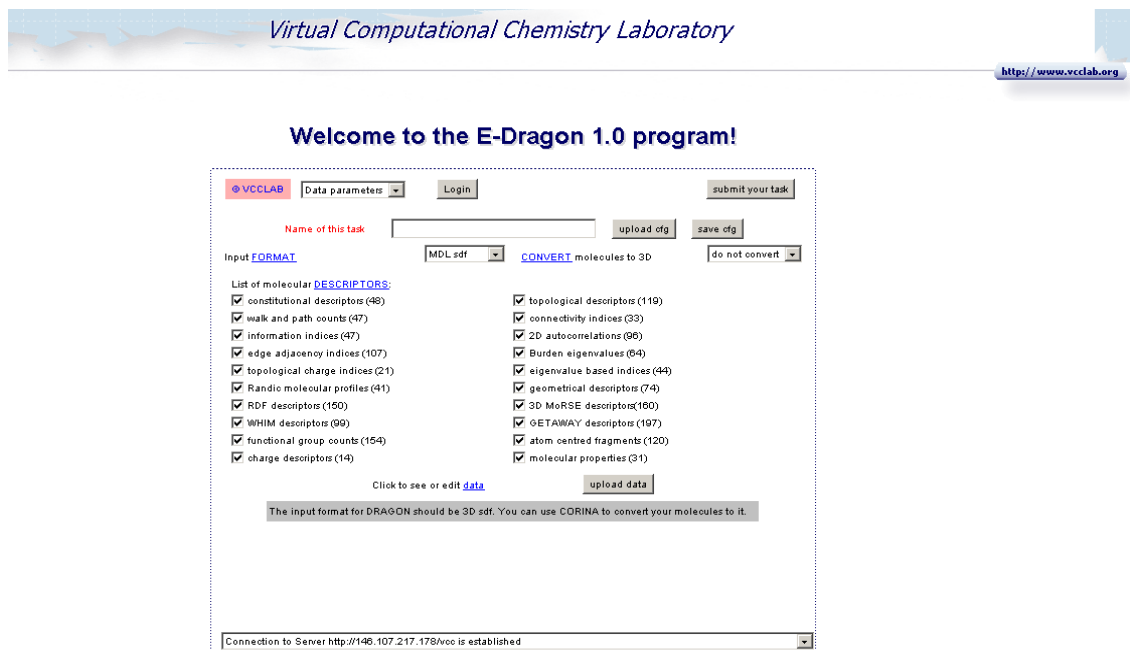 Virtual Computational Chemistry Laboratory
http://www.vcclab.org
Welcome to the E-Dragon 1.0 program!
VCCLAB Data parameters Login submit your task
Name of this task upload cfg save cfg
Input FORMAT MDL sdf CONVERT molecules to 3D do not convert
List of molecular DESCRIPTORS:
constitutional descriptors (48) topological descriptors (119)
walk and path counts (47) connectivity indices (33)
information indices (47) 2D autocorrelations (96)
edge adjacency indices (107) Burden eigenvalues (64)
topological charge indices (21) eigenvalue based indices (44)
Randic molecular profiles (41) geometrical descriptors (74)
RDF descriptors (150) 3D MoRSE descriptors(160)
WHIM descriptors (99) GETAWAY descriptors (197)
functional group counts (154) atom centred fragments (120)
charge descriptors (14) molecular properties (31)
Click to see or edit data upload data
The input format for DRAGON should be 3D sdf. You can use CORINA to convert your molecules to it.
Connection to Server http://146.107.217.178/vcc is established